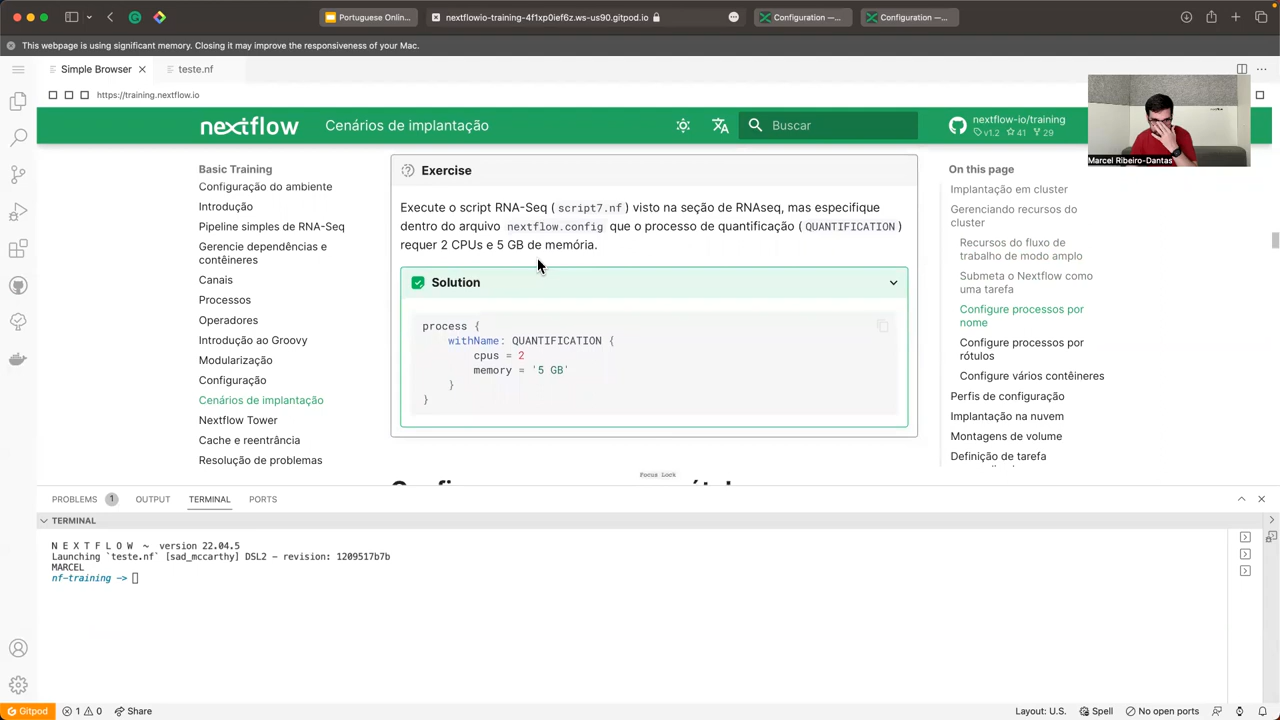 Portuguese Onlin...
nextflowio-training-4f1xp0ief6z.ws-us90.gitpod.io
Configuration —...
Configuration —...
This webpage is using significant memory. Closing it may improve the responsiveness of your Mac.
Simple Browser
teste.nf
https://training.nextflow.io
nextflow
Cenários de implantação
Buscar
nextflow-io/training
v1.2 41 29
Marcel Ribeiro-Dantas
Basic Training
Configuração do ambiente
Introdução
Pipeline simples de RNA-Seq
Gerencie dependências e
contêineres
Canais
Processos
Operadores
Introdução ao Groovy
Modularização
Configuração
Cenários de implantação
Nextflow Tower
Cache e reentrância
Resolução de problemas
Exercise
Execute o script RNA-Seq ( script7.nf ) visto na seção de RNAseq, mas especifique
dentro do arquivo nextflow.config que o processo de quantificação ( QUANTIFICATION )
requer 2 CPUs e 5 GB de memória.
Solution
process {
withName: QUANTIFICATION {
cpus = 2
memory = '5 GB'
}
}
On this page
Implantação em cluster
Gerenciando recursos do
cluster
Recursos do fluxo de
trabalho de modo amplo
Submeta o Nextflow como
uma tarefa
Configure processos por
nome
Configure processos por
rótulos
Configure vários contêineres
Perfis de configuração
Implantação na nuvem
Montagens de volume
Definição de tarefa
Focus Lock
PROBLEMS 1 OUTPUT TERMINAL PORTS
TERMINAL
N E X T F L O W ~ version 22.04.5
Launching `teste.nf` [sad_mccarthy] DSL2 - revision: 1209517b7b
MARCEL
nf-training ->
Gitpod 1 0 Share
Layout: U.S. Spell No open ports